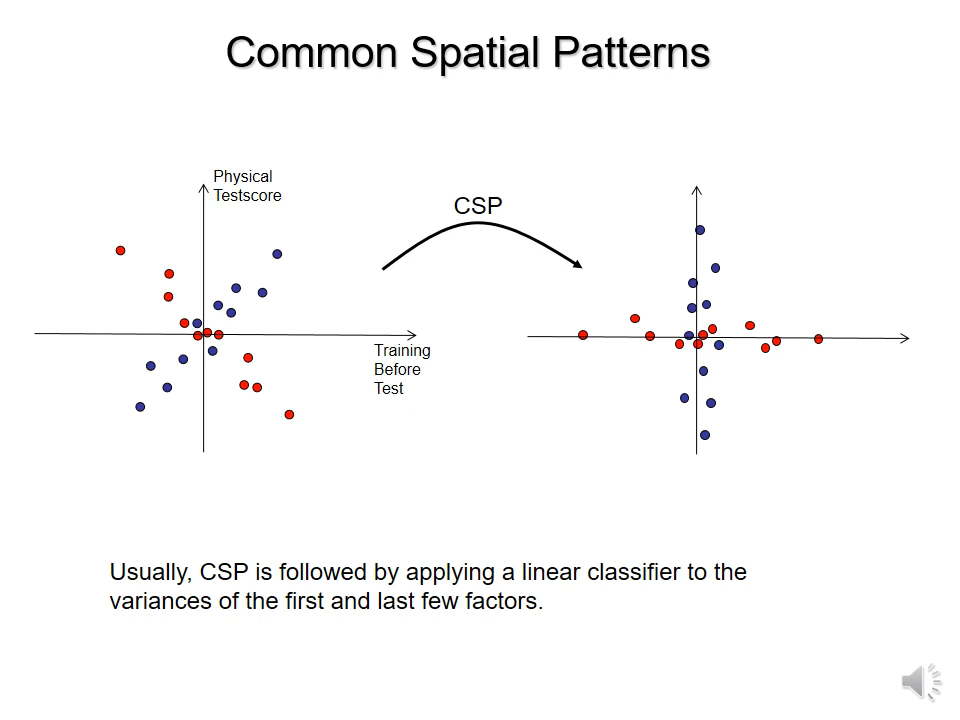 Common Spatial Patterns
Physical
Testscore
CSP
Training
Before
Test
Usually, CSP is followed by applying a linear classifier to the
variances of the first and last few factors.